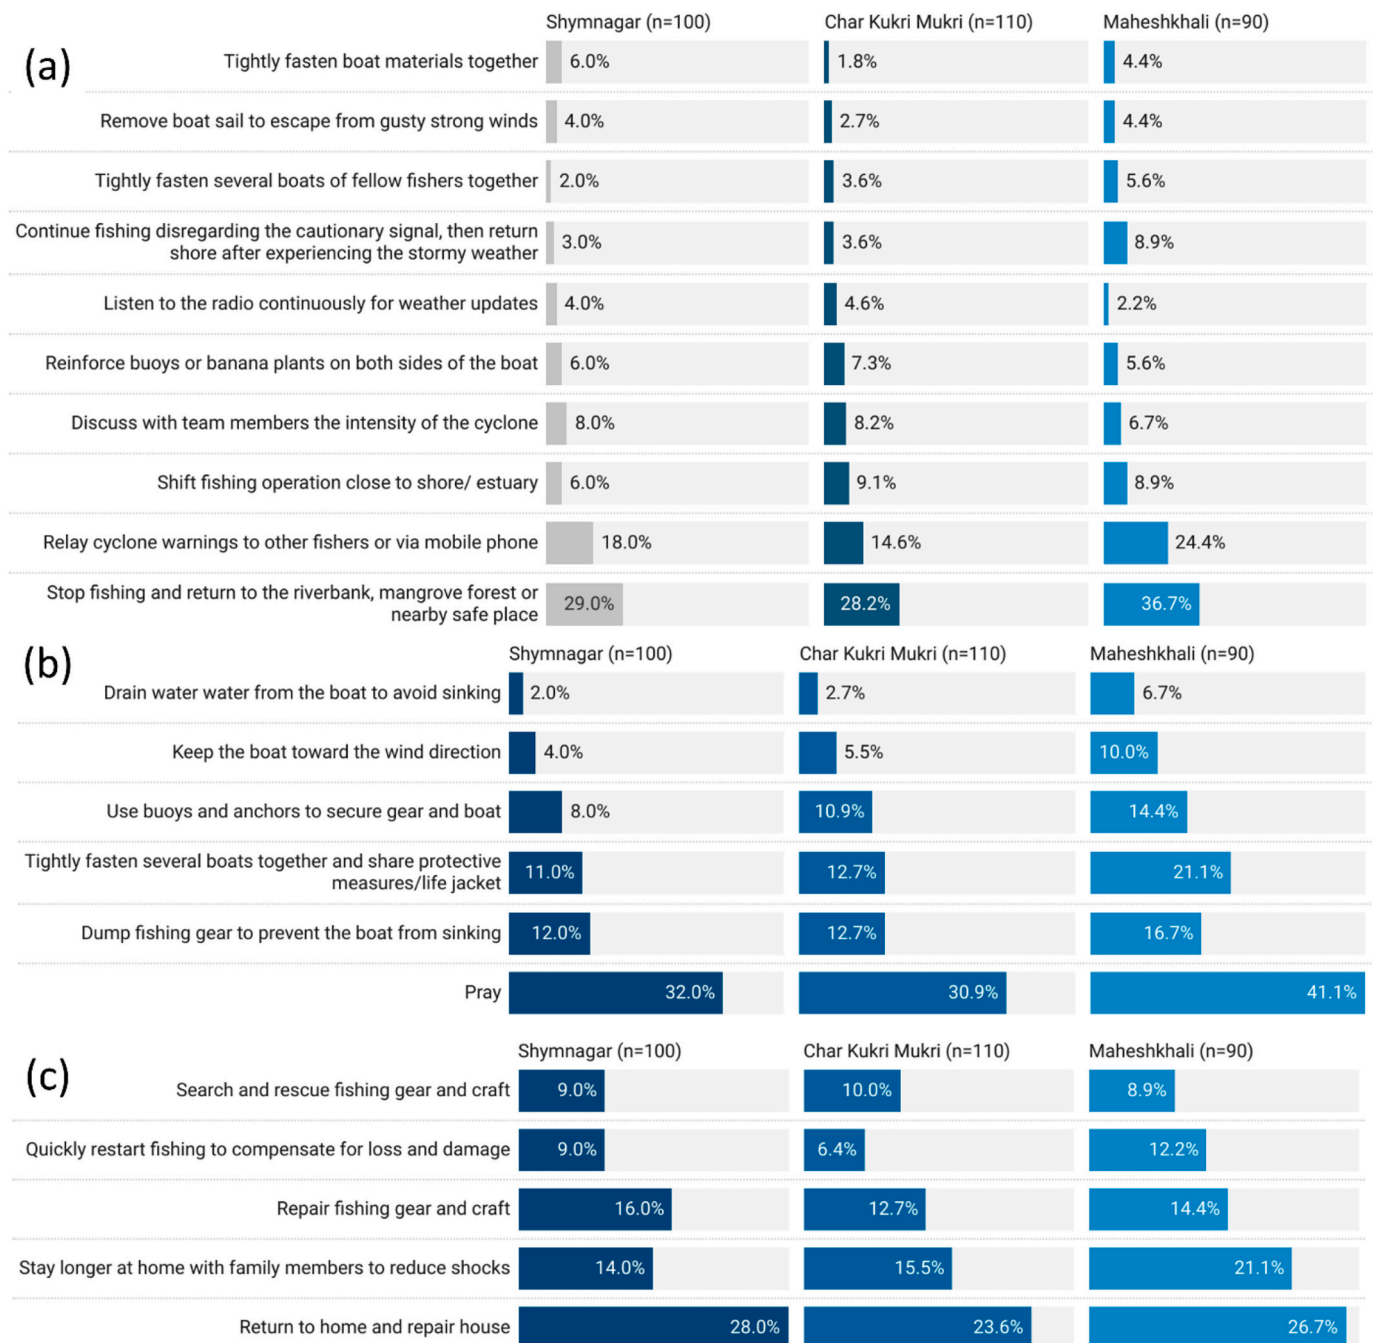 (a)
Shymnagar (n=100) Char Kukri Mukri (n=110) Maheshkhali (n=90)
Tightly fasten boat materials together 6.0% 1.8% 4.4%
Remove boat sail to escape from gusty strong winds 4.0% 2.7% 4.4%
Tightly fasten several boats of fellow fishers together 2.0% 3.6% 5.6%
Continue fishing disregarding the cautionary signal, then return
shore after experiencing the stormy weather 3.0% 3.6% 8.9%
Listen to the radio continuously for weather updates 4.0% 4.6% 2.2%
Reinforce buoys or banana plants on both sides of the boat 6.0% 7.3% 5.6%
Discuss with team members the intensity of the cyclone 8.0% 8.2% 6.7%
Shift fishing operation close to shore/ estuary 6.0% 9.1% 8.9%
Relay cyclone warnings to other fishers or via mobile phone 18.0% 14.6% 24.4%
Stop fishing and return to the riverbank, mangrove forest or
nearby safe place 29.0% 28.2% 36.7%
(b)
Shymnagar (n=100) Char Kukri Mukri (n=110) Maheshkhali (n=90)
Drain water water from the boat to avoid sinking 2.0% 2.7% 6.7%
Keep the boat toward the wind direction 4.0% 5.5% 10.0%
Use buoys and anchors to secure gear and boat 8.0% 10.9% 14.4%
Tightly fasten several boats together and share protective
measures/life jacket 11.0% 12.7% 21.1%
Dump fishing gear to prevent the boat from sinking 12.0% 12.7% 16.7%
Pray 32.0% 30.9% 41.1%
(c)
Shymnagar (n=100) Char Kukri Mukri (n=110) Maheshkhali (n=90)
Search and rescue fishing gear and craft 9.0% 10.0% 8.9%
Quickly restart fishing to compensate for loss and damage 9.0% 6.4% 12.2%
Repair fishing gear and craft 16.0% 12.7% 14.4%
Stay longer at home with family members to reduce shocks 14.0% 15.5% 21.1%
Return to home and repair house 28.0% 23.6% 26.7%